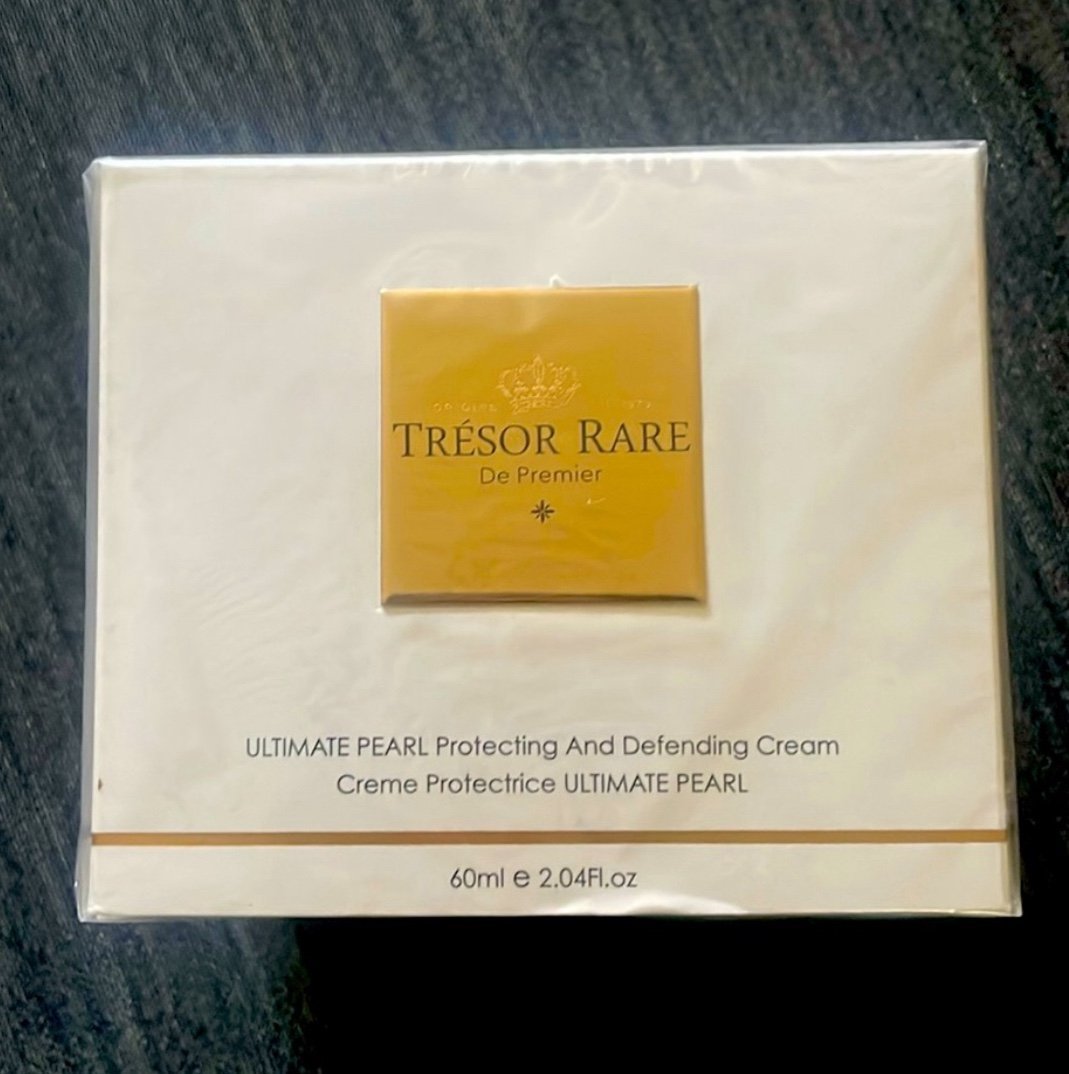 TRÉSOR RARE
De Premier
ULTIMATE PEARL Protecting And Defending Cream
Creme Protectrice ULTIMATE PEARL
60ml e 2.04Fl.oz